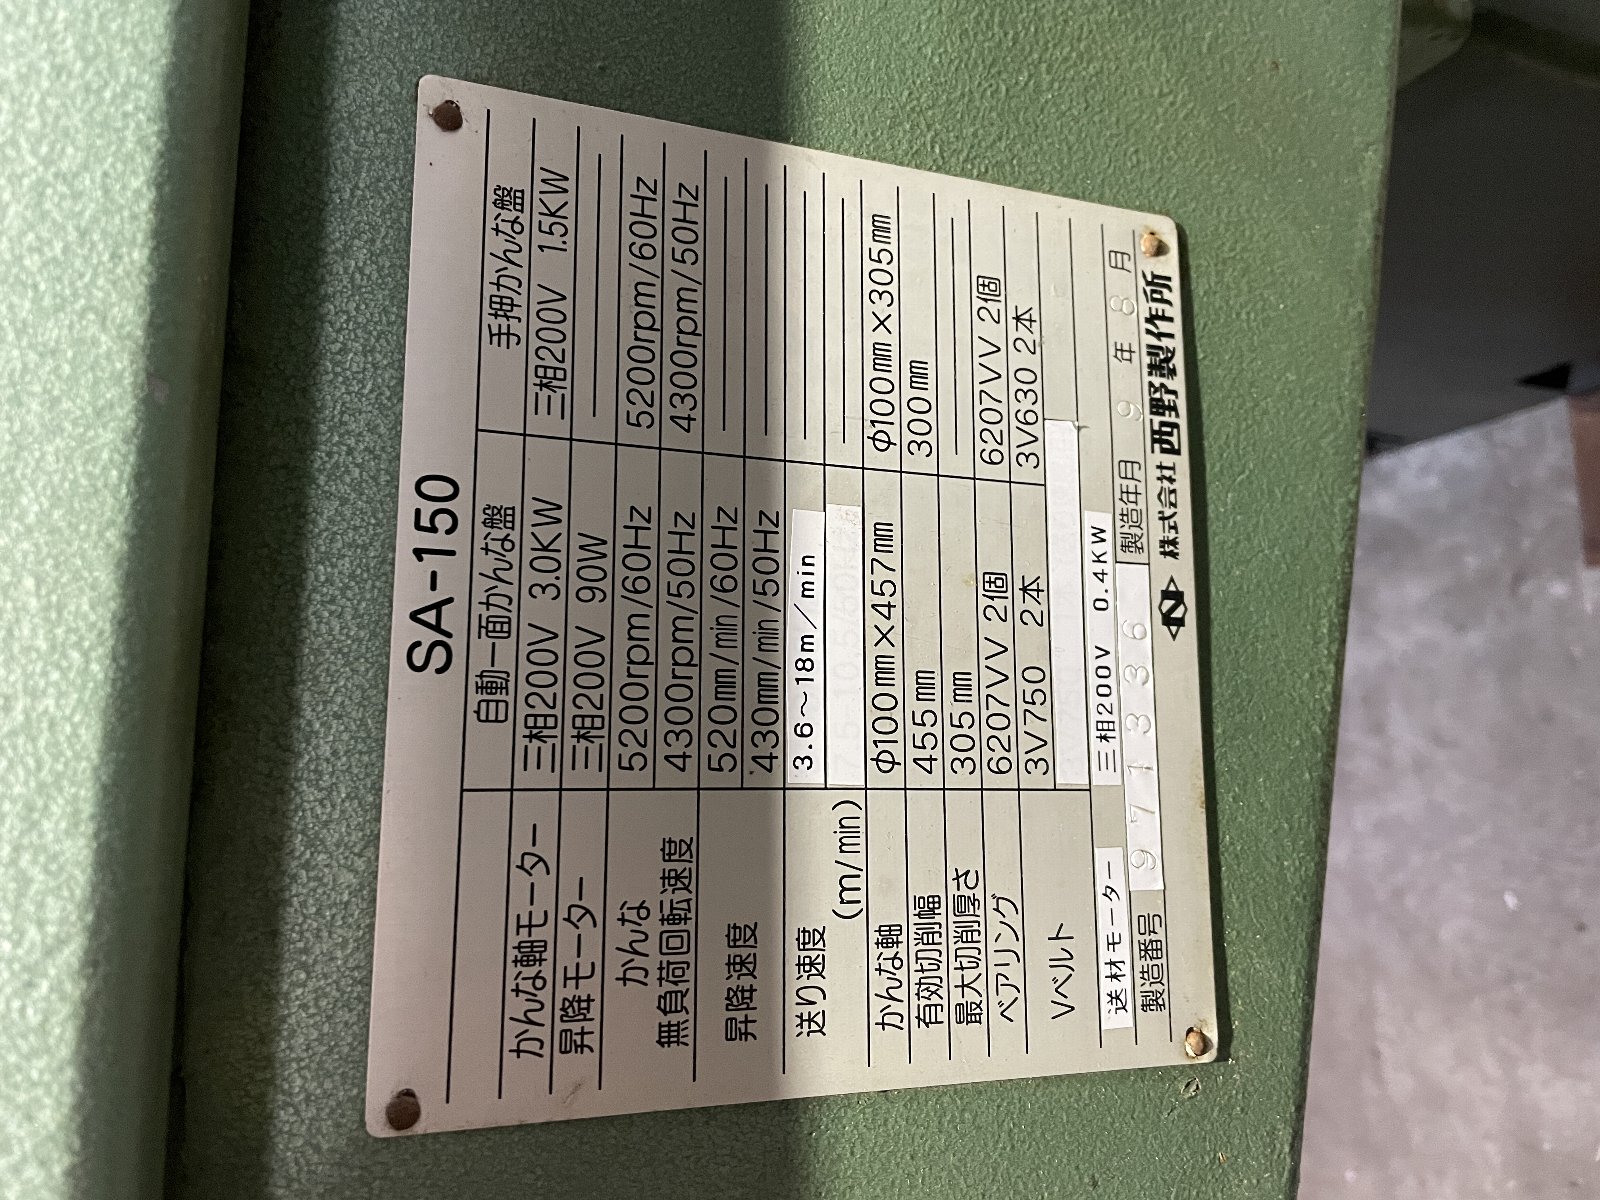 SA-150
自動一面かんな盤 手押かんな盤
かんな軸モーター 三相200V 3.0KW 三相200V 1.5KW
昇降モーター 三相200V 90W
かんな 無負荷回転速度 5200rpm/60Hz 5200rpm/60Hz
4300rpm/50Hz 4300rpm/50Hz
昇降速度 520mm/min/60Hz
430mm/min/50Hz
送り速度 3.6～18m/min
(m/min)
かんな軸 φ100mm×457mm φ100mm×305mm
有効切削幅 455mm 300mm
最大切削厚さ 305mm
ベアリング 6207VV 2個 6207VV 2個
Vベルト 3V750 2本 3V630 2本
送材モーター 三相200V 0.4KW
製造番号 971336 製造年月 9年8月
N 株式会社 西野製作所